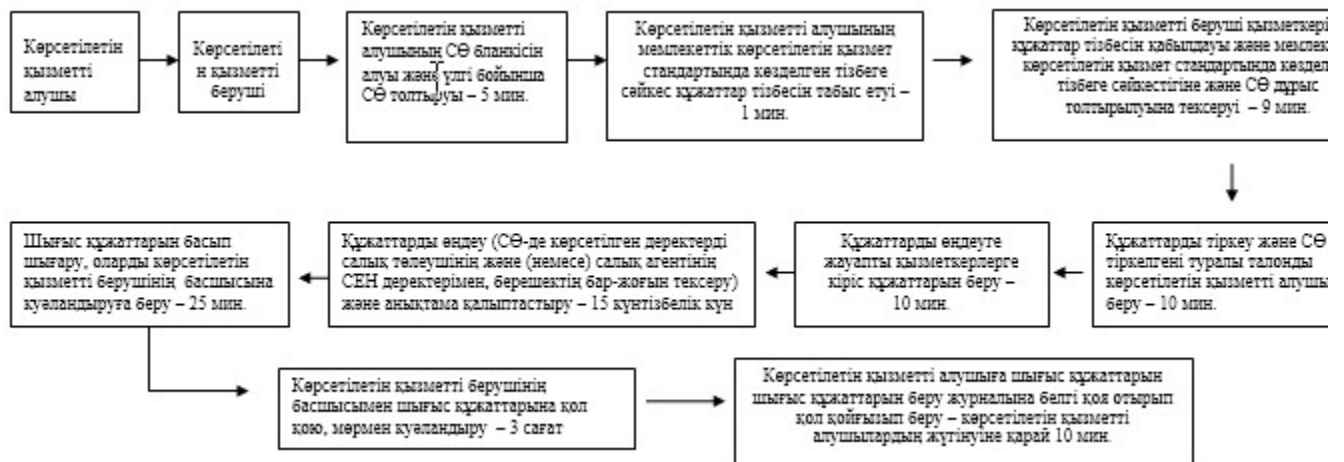 Көрсетілетін
қызметті
алушы
Көрсетілеті
н қызметті
беруші
Көрсетілетін қызметті
алушының СӨ бланкісін
алуы және үлгі бойынша
СӨ толтыруы – 5 мин.
Көрсетілетін қызметті алушының
мемлекеттік көрсетілетін қызмет
стандартында көзделген тізбеге
сәйкес құжаттар тізбесін табыс етуі –
1 мин.
Көрсетілетін қызметті беруші қызметкері
құжаттар тізбесін қабылдауы және мемлек
көрсетілетін қызмет стандартында көздел
тізбеге сәйкестігіне және СӨ дұрыс
толтырылуына тексеруі – 9 мин.
Құжаттарды тіркеу және СӨ
тіркелгені туралы талонды
көрсетілетін қызметті алушы
беру – 10 мин.
Құжаттарды өңдеуге
жауапты қызметкерлерге
кіріс құжаттарын беру –
10 мин.
Құжаттарды өңдеу (СӨ-де көрсетілген деректерді
салық төлеушінің және (немесе) салық агентінің
СЕН деректерімен, берешектің бар-жоғын тексеру)
және анықтама қалыптастыру – 15 күнтізбелік күн
Шығыс құжаттарын басып
шығару, оларды көрсетілетін
қызметті берушінің басшысына
куәландыруға беру – 25 мин.
Көрсетілетін қызметті берушінің
басшысымен шығыс құжаттарына қол
қою, мөрмен куәландыру – 3 сағат
Көрсетілетін қызметті алушыға шығыс құжаттарын
шығыс құжаттарын беру журналына белгі қоя отырып
қол қойғызып беру – көрсетілетін қызметті
алушылардың жүгінуіне қарай 10 мин.